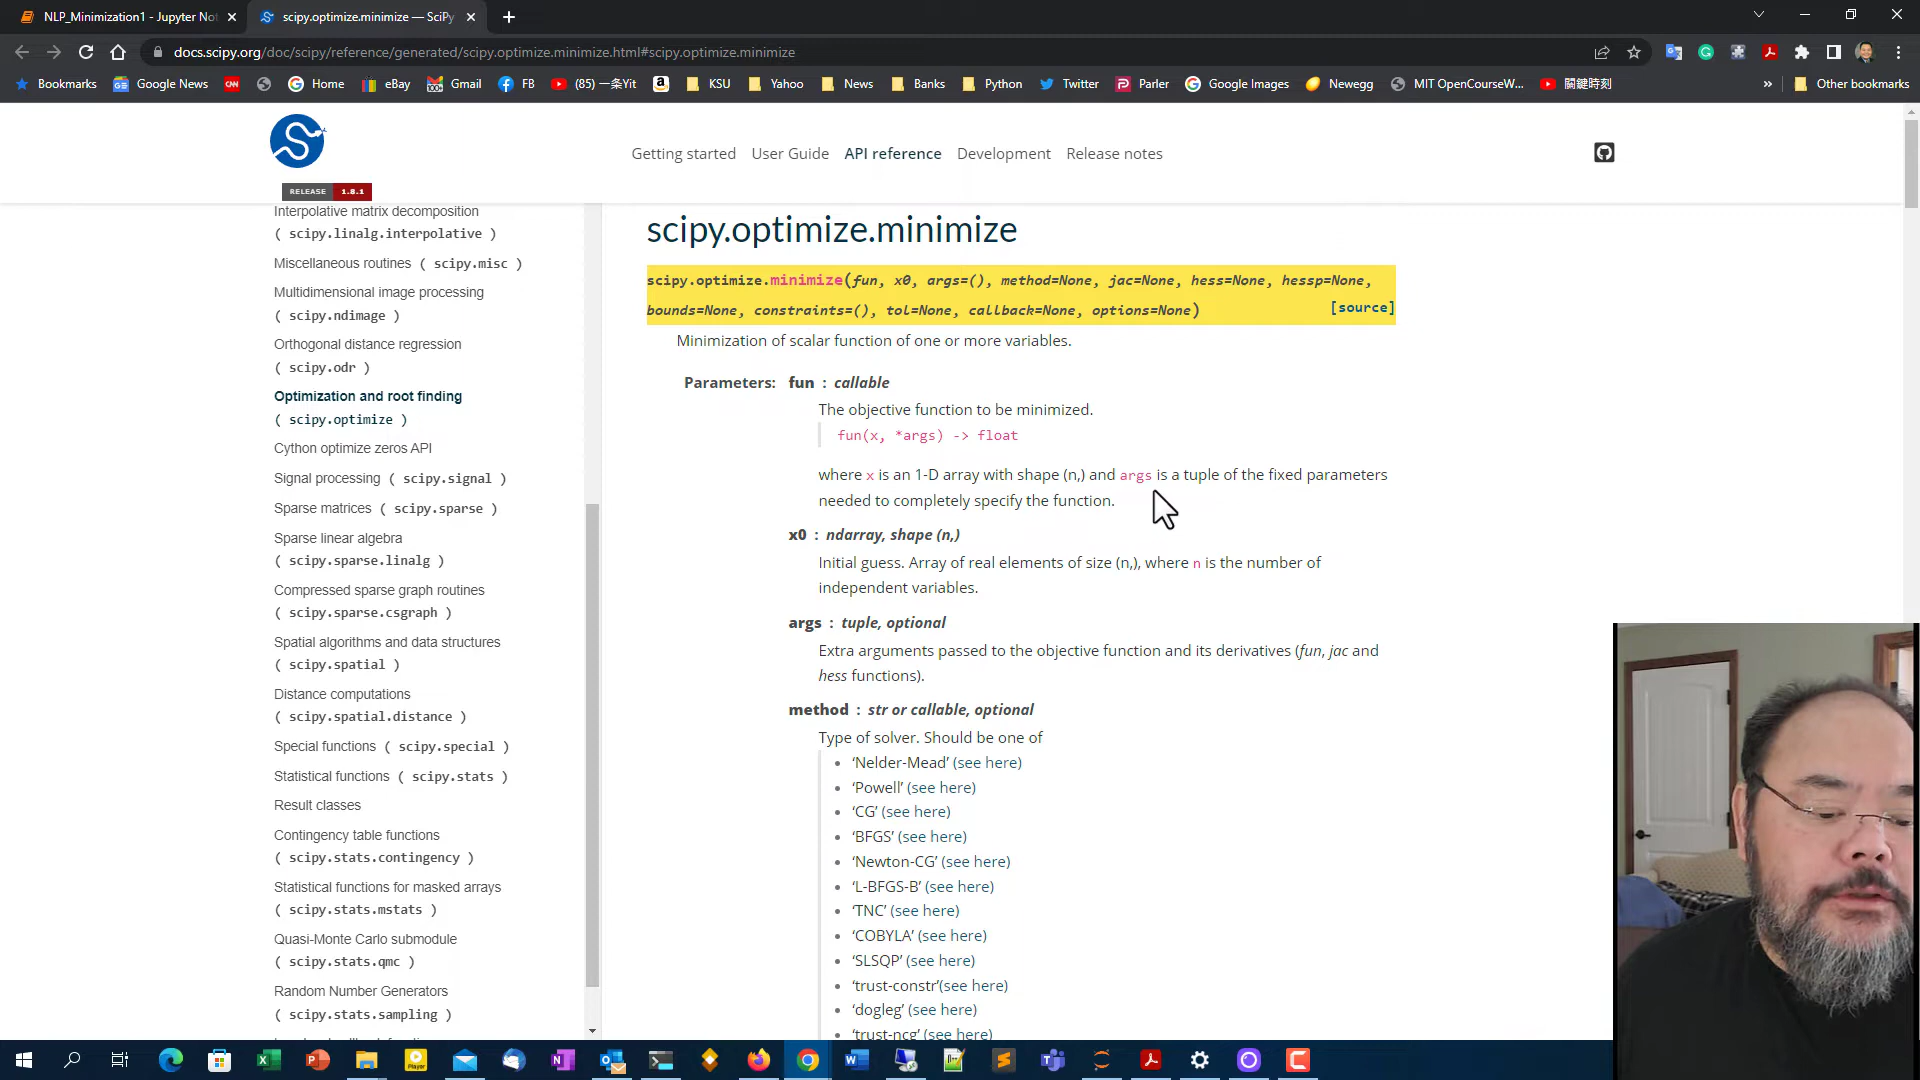 NLP_Minimization1 - Jupyter Not
scipy.optimize.minimize — SciPy
docs.scipy.org/doc/scipy/reference/generated/scipy.optimize.minimize.html#scipy.optimize.minimize
Bookmarks
Google News
CNN
Home
eBay
Gmail
FB
(85) 一条Yit
KSU
Yahoo
News
Banks
Python
Twitter
Parler
Google Images
Newegg
MIT OpenCourseW...
關鍵時刻
»
Other bookmarks
Getting started
User Guide
API reference
Development
Release notes
RELEASE 1.8.1
Interpolative matrix decomposition
( scipy.linalg.interpolative )
Miscellaneous routines ( scipy.misc )
Multidimensional image processing
( scipy.ndimage )
Orthogonal distance regression
( scipy.odr )
Optimization and root finding
( scipy.optimize )
Cython optimize zeros API
Signal processing ( scipy.signal )
Sparse matrices ( scipy.sparse )
Sparse linear algebra
( scipy.sparse.linalg )
Compressed sparse graph routines
( scipy.sparse.csgraph )
Spatial algorithms and data structures
( scipy.spatial )
Distance computations
( scipy.spatial.distance )
Special functions ( scipy.special )
Statistical functions ( scipy.stats )
Result classes
Contingency table functions
( scipy.stats.contingency )
Statistical functions for masked arrays
( scipy.stats.mstats )
Quasi-Monte Carlo submodule
( scipy.stats.qmc )
Random Number Generators
( scipy.stats.sampling )
scipy.optimize.minimize
scipy.optimize.minimize(fun, x0, args=(), method=None, jac=None, hess=None, hessp=None,
bounds=None, constraints=(), tol=None, callback=None, options=None) [source]
Minimization of scalar function of one or more variables.
Parameters: fun : callable
The objective function to be minimized.
fun(x, *args) -> float
where x is an 1-D array with shape (n,) and args is a tuple of the fixed parameters
needed to completely specify the function.
x0 : ndarray, shape (n,)
Initial guess. Array of real elements of size (n,), where n is the number of
independent variables.
args : tuple, optional
Extra arguments passed to the objective function and its derivatives (fun, jac and
hess functions).
method : str or callable, optional
Type of solver. Should be one of
• ‘Nelder-Mead’ (see here)
• ‘Powell’ (see here)
• ‘CG’ (see here)
• ‘BFGS’ (see here)
• ‘Newton-CG’ (see here)
• ‘L-BFGS-B’ (see here)
• ‘TNC’ (see here)
• ‘COBYLA’ (see here)
• ‘SLSQP’ (see here)
• ‘trust-constr’(see here)
• ‘dogleg’ (see here)
• ‘trust-ncg’ (see here)